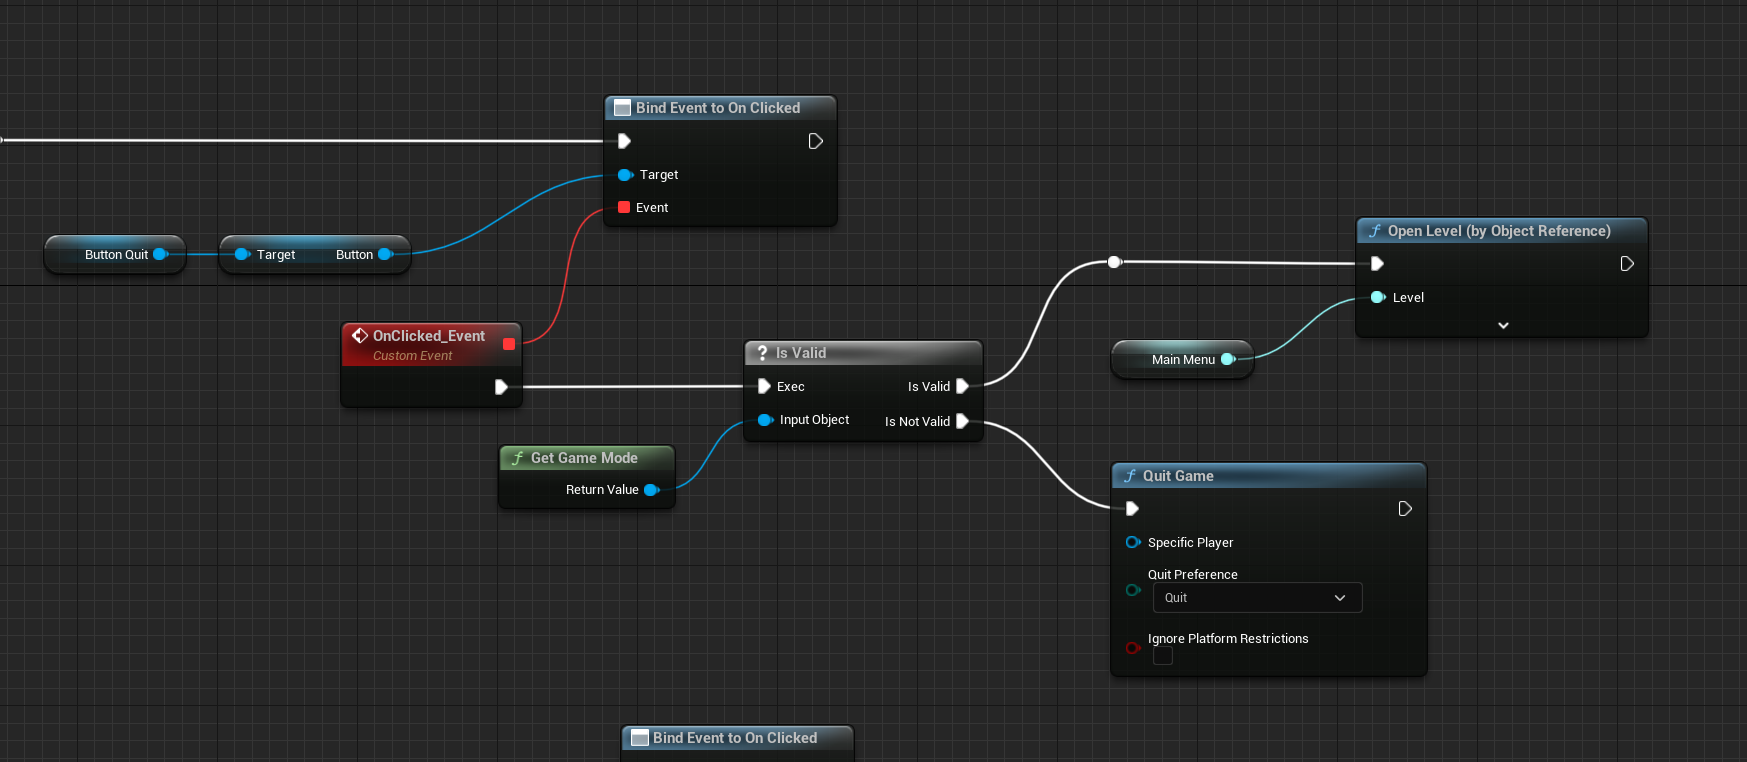 Bind Event to On Clicked
Target
Event
Button Quit
Target
Button
OnClicked_Event
Custom Event
Is Valid
Exec
Is Valid
Input Object
Is Not Valid
Get Game Mode
Return Value
Open Level (by Object Reference)
Level
Main Menu
Quit Game
Specific Player
Quit Preference
Quit
Ignore Platform Restrictions
Bind Event to On Clicked